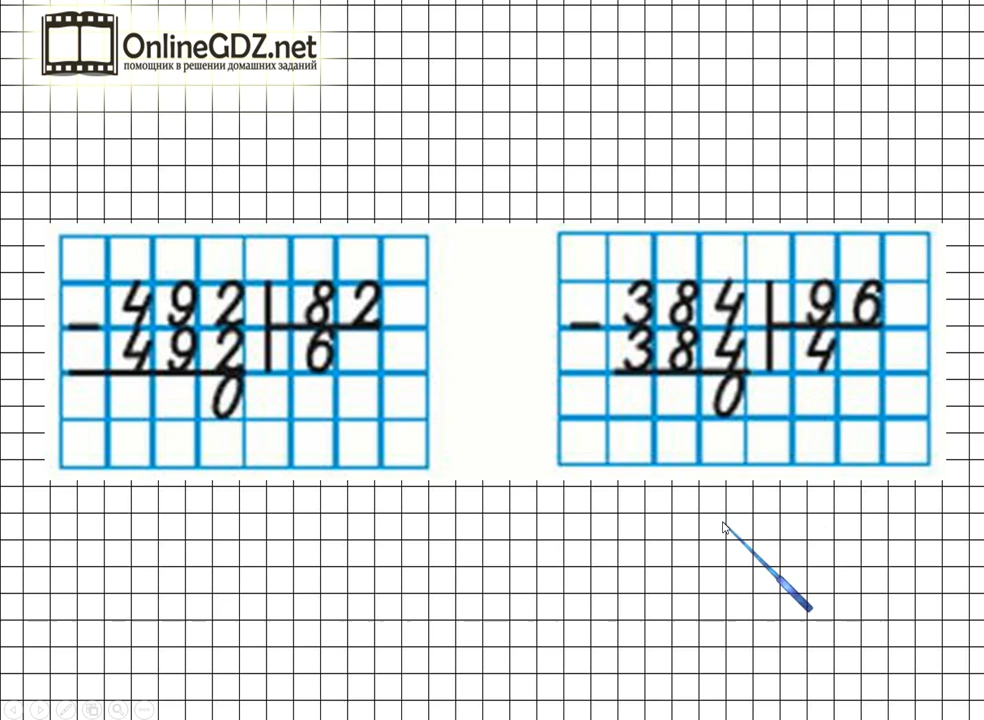 OnlineGDZ.net
помощник в решении домашних заданий
− 492 | 82
492 | 6
0
− 384 | 96
384 | 4
0